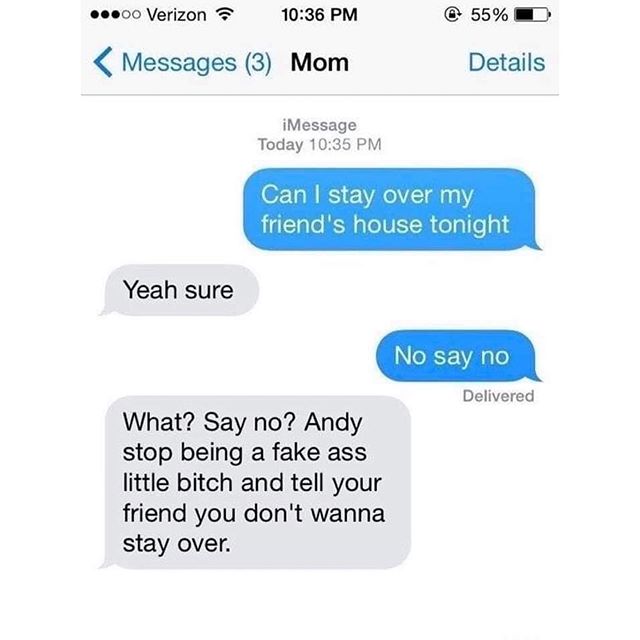 Verizon 10:36 PM 55%
Messages (3) Mom Details
iMessage
Today 10:35 PM
Can I stay over my
friend's house tonight
Yeah sure
No say no
Delivered
What? Say no? Andy
stop being a fake ass
little bitch and tell your
friend you don't wanna
stay over.